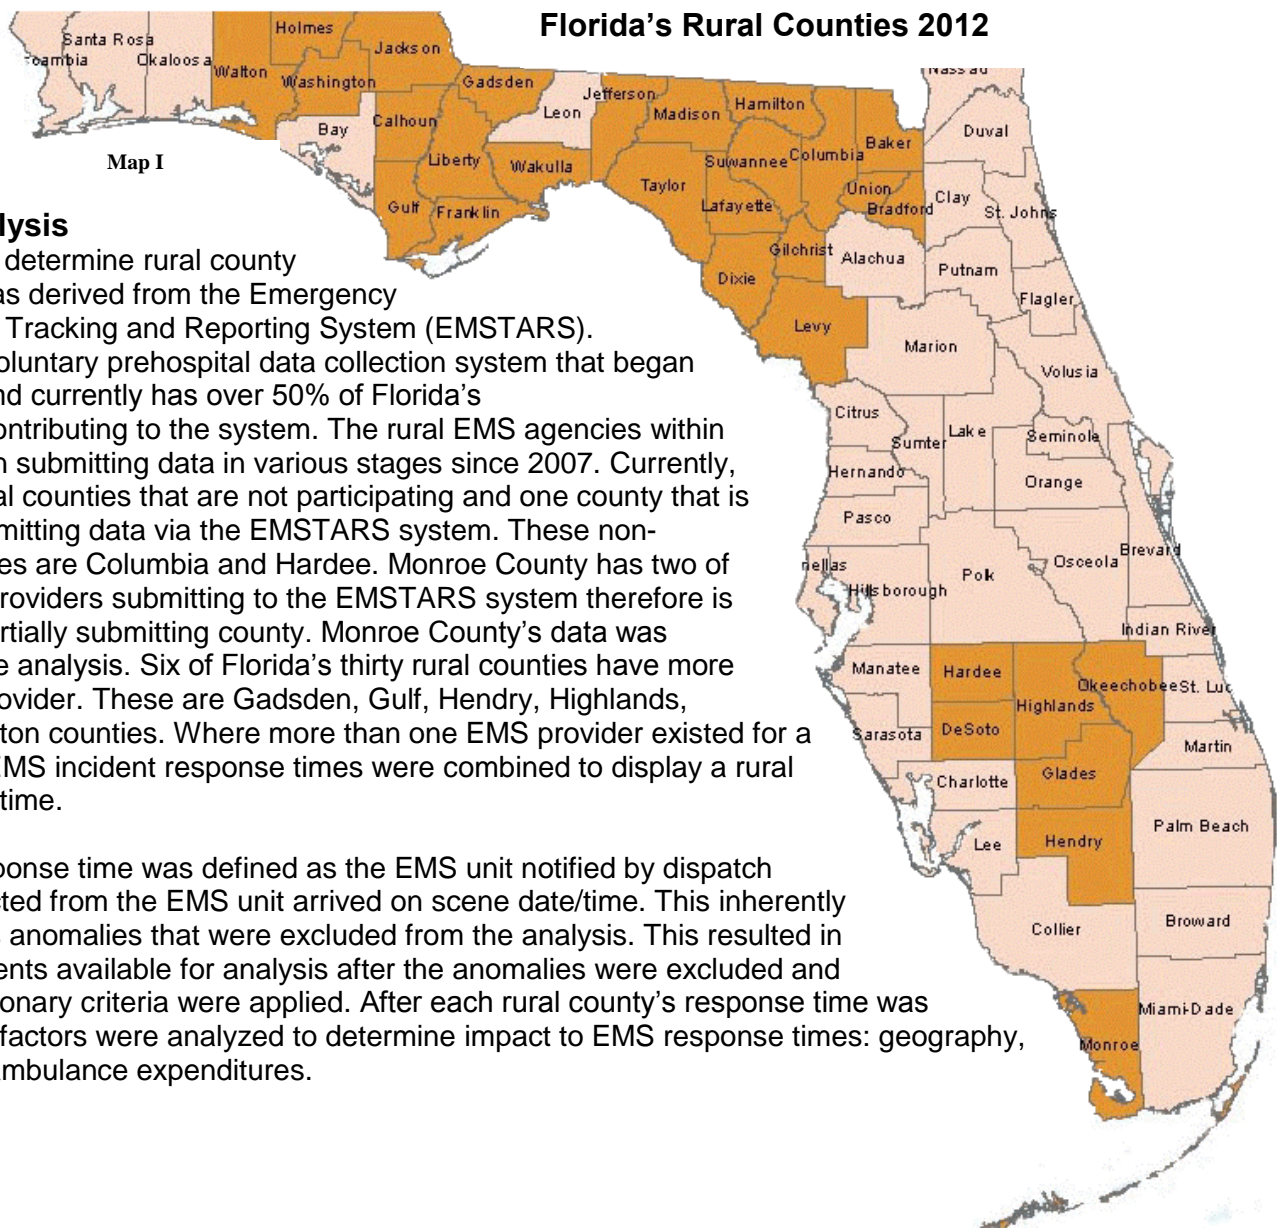 Florida's Rural Counties 2012
Holmes
Santa Rosa
Jackson
Okaloosa
Walton
Washington
Gadsden
Nassau
Jefferson
Hamilton
Leon
Madison
Calhoun
Bay
Duval
Baker
Map I
Liberty
Wakulla
Suwannee
Columbia
Taylor
Union
Clay
Lafayette
Bradford
St. Johns
Gulf
Franklin
Gilchrist
Alachua
Putnam
Dixie
Flagler
Levy
Marion
Volusia
Citrus
Lake
Sumter
Seminole
Hernando
Orange
Pasco
Brevard
Osceola
Polk
nellas
Hillsborough
Indian River
Manatee
Hardee
Okeechobee
St. Luc
Highlands
DeSoto
Sarasota
Martin
Glades
Charlotte
Palm Beach
Lee
Hendry
Broward
Collier
Miami-Dade
Monroe
lysis
determine rural county
as derived from the Emergency
Tracking and Reporting System (EMSTARS).
oluntary prehospital data collection system that began
nd currently has over 50% of Florida's
ontributing to the system. The rural EMS agencies within
n submitting data in various stages since 2007. Currently,
al counties that are not participating and one county that is
mitting data via the EMSTARS system. These non-
es are Columbia and Hardee. Monroe County has two of
roviders submitting to the EMSTARS system therefore is
artially submitting county. Monroe County's data was
e analysis. Six of Florida's thirty rural counties have more
rovider. These are Gadsden, Gulf, Hendry, Highlands,
ton counties. Where more than one EMS provider existed for a
EMS incident response times were combined to display a rural
time.
ponse time was defined as the EMS unit notified by dispatch
cted from the EMS unit arrived on scene date/time. This inherently
s anomalies that were excluded from the analysis. This resulted in
ents available for analysis after the anomalies were excluded and
onary criteria were applied. After each rural county's response time was
factors were analyzed to determine impact to EMS response times: geography,
ambulance expenditures.